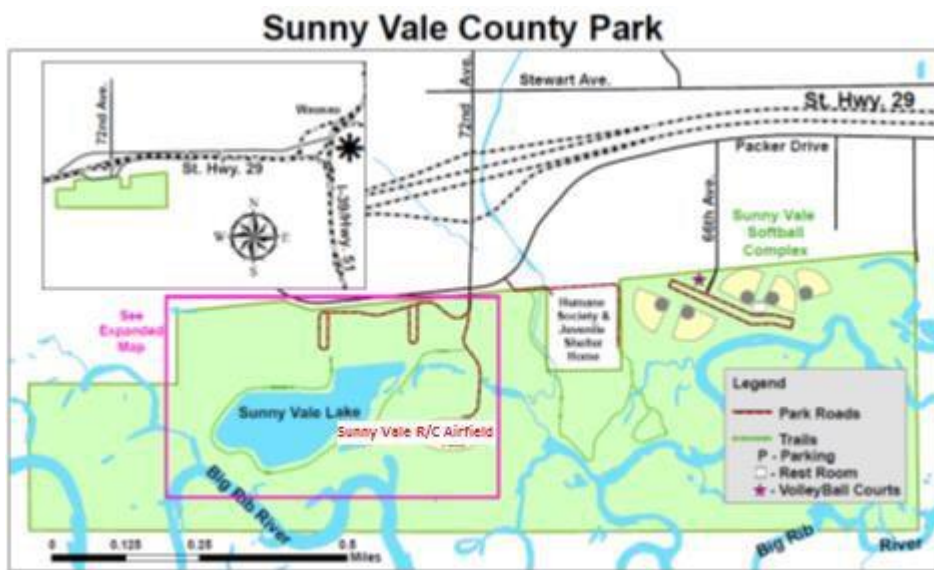 Sunny Vale County Park
72nd Ave.
Wausau
St. Hwy. 29
I-39/Hwy. 51
N
W
E
S
72nd Ave.
Stewart Ave.
St. Hwy. 29
Packer Drive
66th Ave.
Sunny Vale
Softball
Complex
See
Expanded
Map
Humane
Society &
Juvenile
Shelter
Home
Sunny Vale Lake
Sunny Vale R/C Airfield
Big Rib River
Legend
Park Roads
Trails
P - Parking
- Rest Room
- VolleyBall Courts
Big Rib River
0 0.125 0.25 0.5
Miles